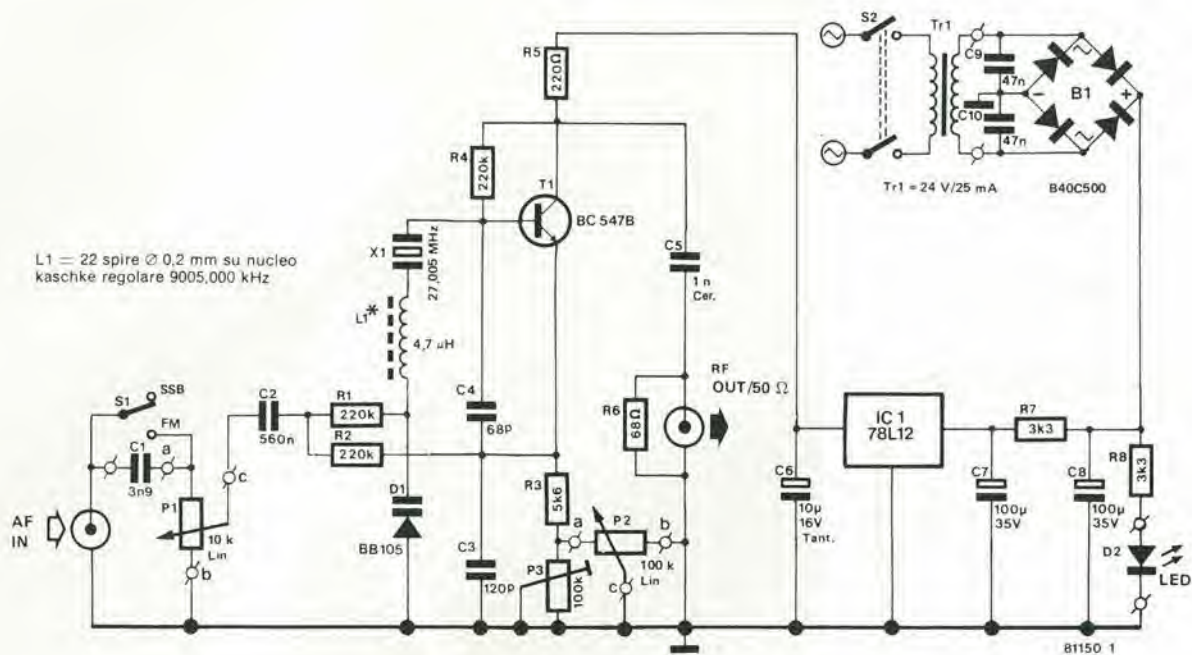 L1 = 22 spire Ø 0,2 mm su nucleo
kaschke regolare 9005,000 kHz
S1
SSB
FM
C1
3n9
a
P1
10 k
Lin
b
c
AF
IN
C2
560n
R1
220k
R2
220k
L1*
4,7 µH
X1
27,005 MHz
D1
BB105
R4
220k
R5
220Ω
T1
BC 547B
C4
68p
C3
120p
R3
5k6
P3
100k
a
P2
b
100 k
Lin
c
C5
1 n
Cer.
R6
68Ω
RF
OUT/50 Ω
S2
Tr1
C9
47n
C10
47n
B1
Tr1 = 24 V/25 mA
B40C500
IC 1
78L12
C6
10µ
16V
Tant.
R7
3k3
C7
100µ
35V
C8
100µ
35V
R8
3k3
D2
LED
81150 1